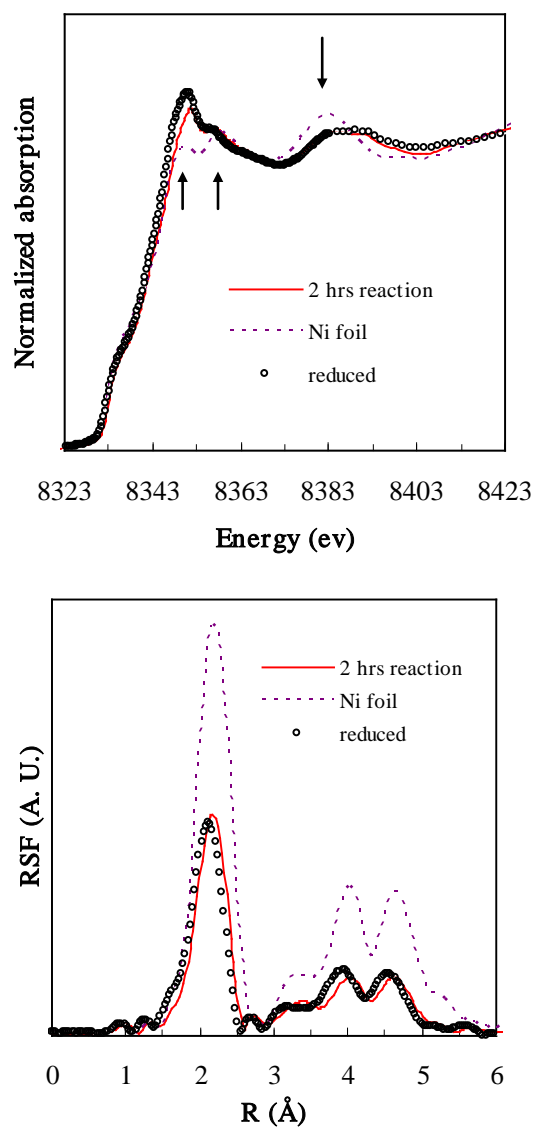 Normalized absorption
2 hrs reaction
Ni foil
reduced
8323 8343 8363 8383 8403 8423
Energy (ev)
RSF (A. U.)
2 hrs reaction
Ni foil
reduced
0 1 2 3 4 5 6
R (Å)